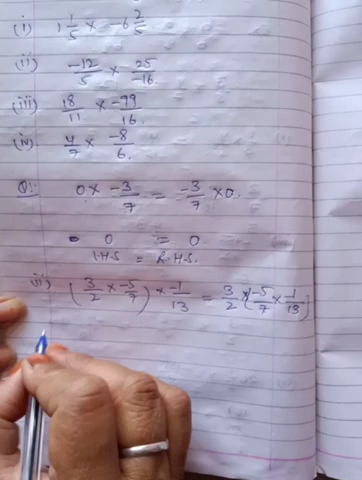 (i) 1 1/5 × -6 2/5
(ii) -12/5 × 25/-16
(iii) 18/11 × -99/16
(iv) 4/7 × -8/6.
Q:- 0 × -3/7 = -3/7 × 0.
0 = 0
L.H.S = R.H.S.
ii) (3/2 × -5/7) × -1/13 = 3/2 × (-5/7 × -1/13)